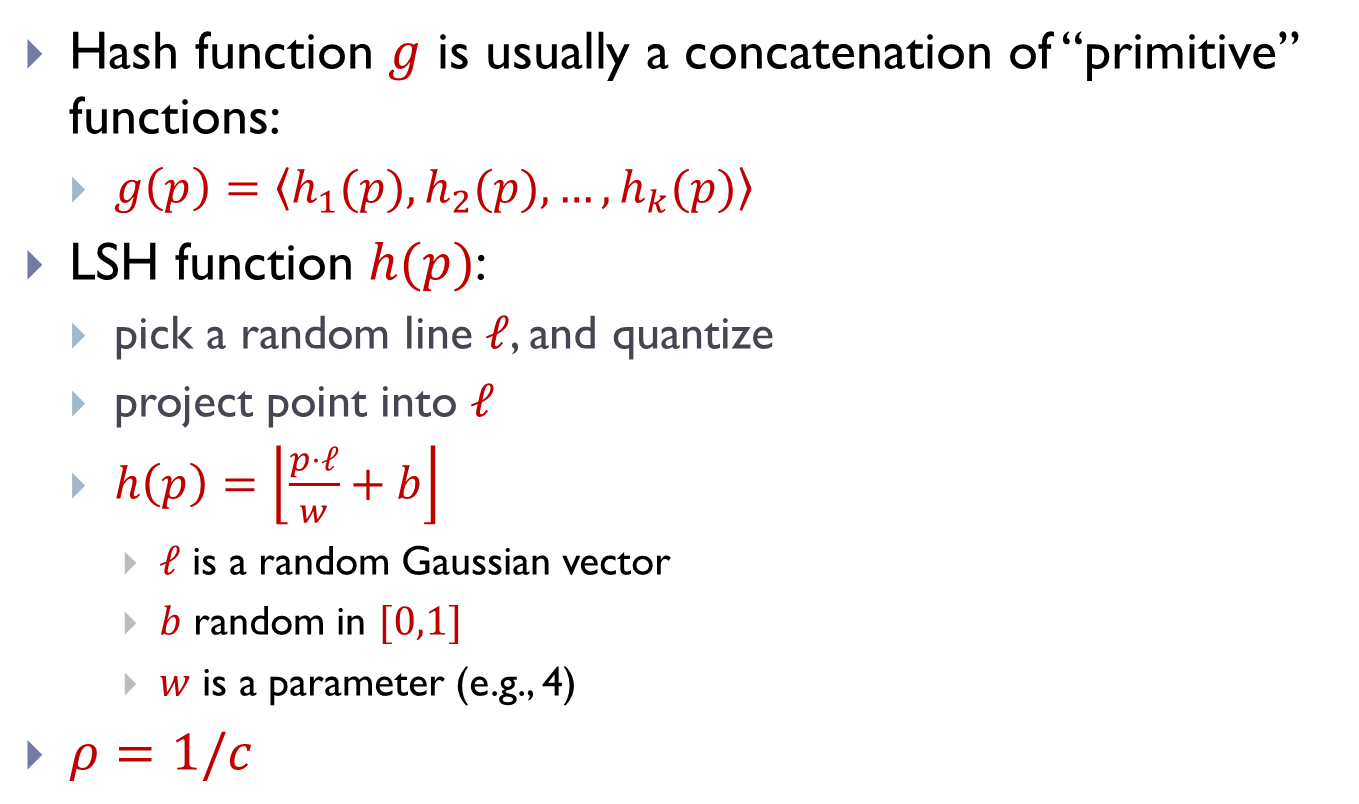 Hash function g is usually a concatenation of “primitive”
functions:
g(p) = ⟨h₁(p), h₂(p), … , hₖ(p)⟩
LSH function h(p):
pick a random line ℓ, and quantize
project point into ℓ
h(p) = ⌊p·ℓ/w + b⌋
ℓ is a random Gaussian vector
b random in [0,1]
w is a parameter (e.g., 4)
ρ = 1/c